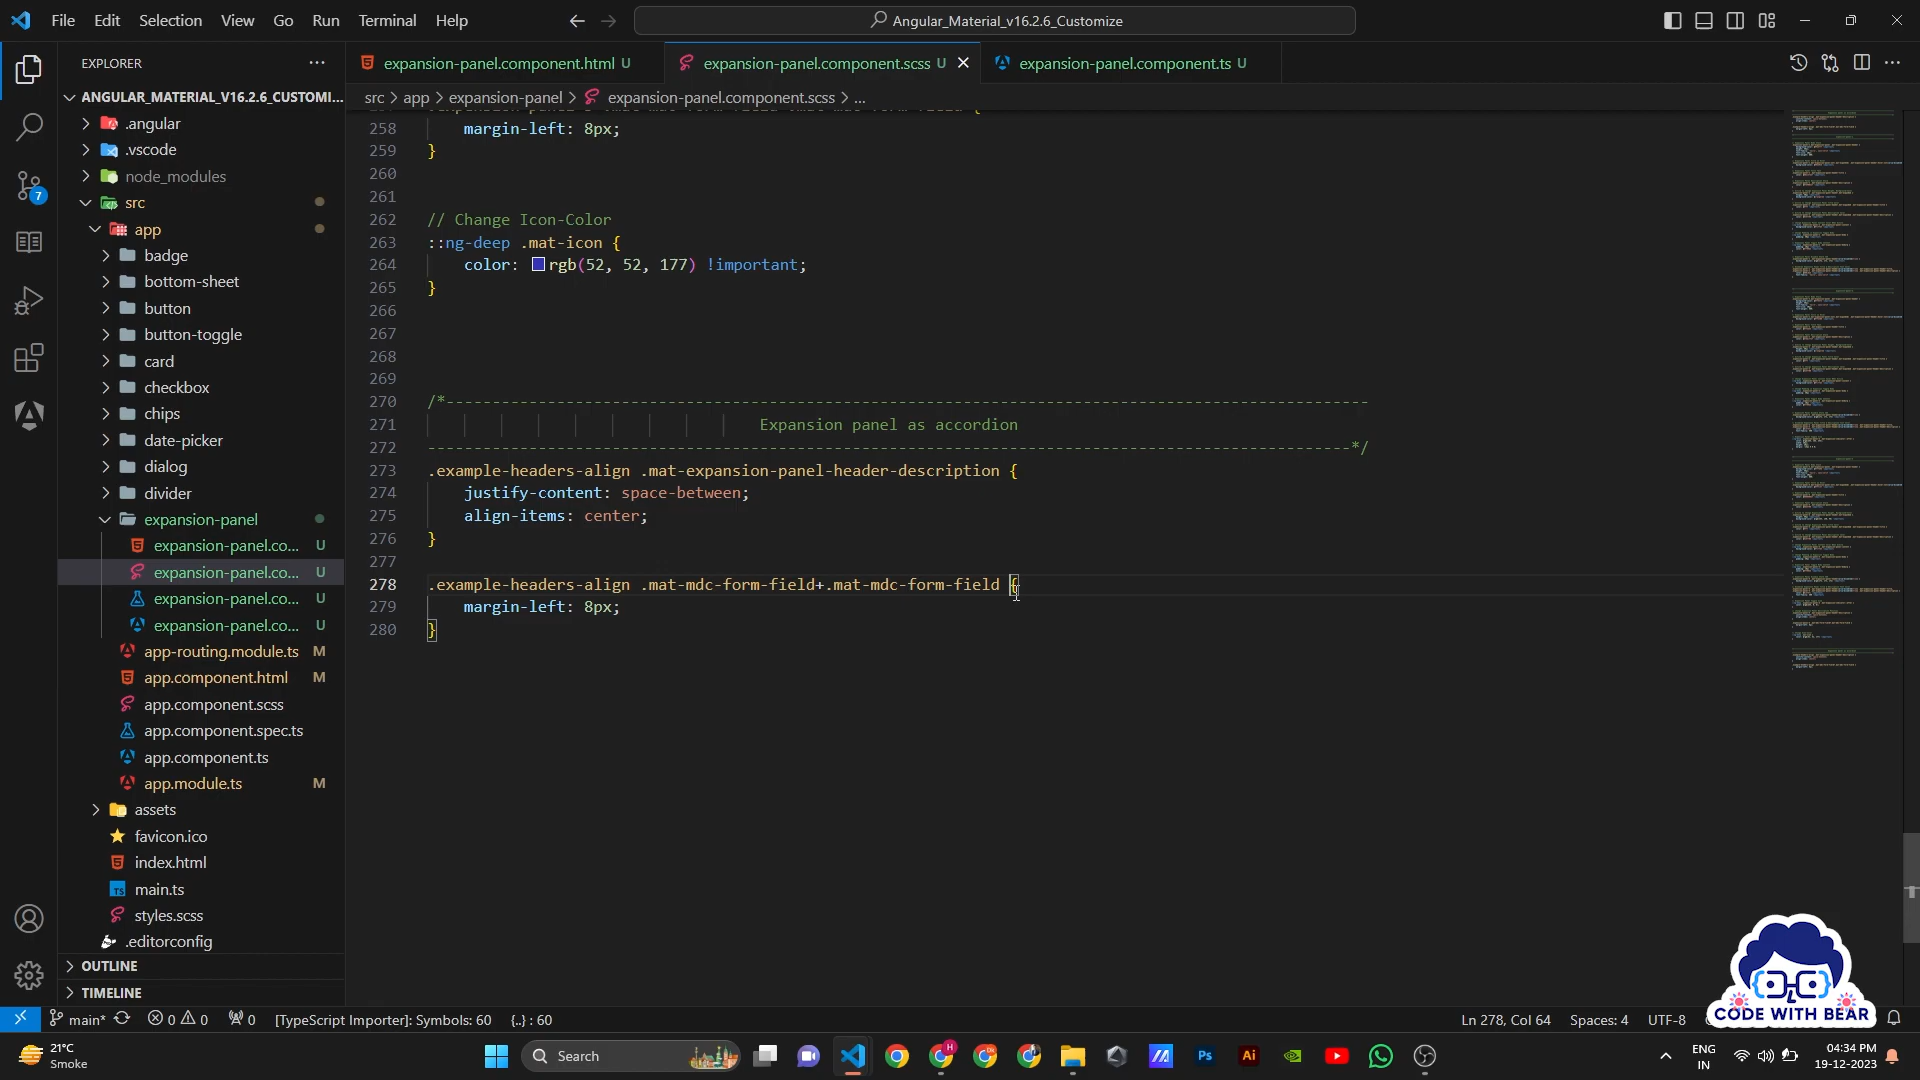 File Edit Selection View Go Run Terminal Help
Angular_Material_v16.2.6_Customize
EXPLORER
expansion-panel.component.html U
expansion-panel.component.scss U
expansion-panel.component.ts U
src > app > expansion-panel > expansion-panel.component.scss > ...
ANGULAR_MATERIAL_V16.2.6_CUSTOMI...
.angular
.vscode
node_modules
src
app
badge
bottom-sheet
button
button-toggle
card
checkbox
chips
date-picker
dialog
divider
expansion-panel
expansion-panel.co... U
expansion-panel.co... U
expansion-panel.co... U
expansion-panel.co... U
app-routing.module.ts M
app.component.html M
app.component.scss
app.component.spec.ts
app.component.ts
app.module.ts M
assets
favicon.ico
index.html
main.ts
styles.scss
.editorconfig
OUTLINE
TIMELINE
7
258 margin-left: 8px;
259 }
260
261
262 // Change Icon-Color
263 ::ng-deep .mat-icon {
264 color: rgb(52, 52, 177) !important;
265 }
266
267
268
269
270 /*----------------------------------------------------------------------------------------------------
271 Expansion panel as accordion
272 ----------------------------------------------------------------------------------------------------*/
273 .example-headers-align .mat-expansion-panel-header-description {
274 justify-content: space-between;
275 align-items: center;
276 }
277
278 .example-headers-align .mat-mdc-form-field+.mat-mdc-form-field {
279 margin-left: 8px;
280 }
main* 0 0 0 [TypeScript Importer]: Symbols: 60 {..} : 60
Ln 278, Col 64 Spaces: 4 UTF-8
CODE WITH BEAR
21°C
Smoke
Search
Ps
Ai
ENG
IN
04:34 PM
19-12-2023